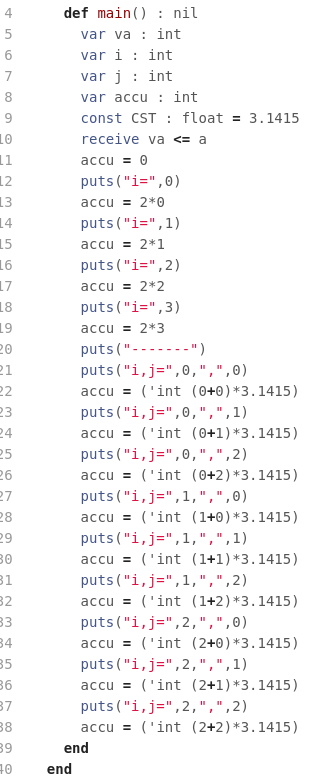 4 def main() : nil
5 var va : int
6 var i : int
7 var j : int
8 var accu : int
9 const CST : float = 3.1415
10 receive va <= a
11 accu = 0
12 puts("i=",0)
13 accu = 2*0
14 puts("i=",1)
15 accu = 2*1
16 puts("i=",2)
17 accu = 2*2
18 puts("i=",3)
19 accu = 2*3
20 puts("-------")
21 puts("i,j=",0,",",0)
22 accu = ('int (0+0)*3.1415)
23 puts("i,j=",0,",",1)
24 accu = ('int (0+1)*3.1415)
25 puts("i,j=",0,",",2)
26 accu = ('int (0+2)*3.1415)
27 puts("i,j=",1,",",0)
28 accu = ('int (1+0)*3.1415)
29 puts("i,j=",1,",",1)
30 accu = ('int (1+1)*3.1415)
31 puts("i,j=",1,",",2)
32 accu = ('int (1+2)*3.1415)
33 puts("i,j=",2,",",0)
34 accu = ('int (2+0)*3.1415)
35 puts("i,j=",2,",",1)
36 accu = ('int (2+1)*3.1415)
37 puts("i,j=",2,",",2)
38 accu = ('int (2+2)*3.1415)
39 end
40 end